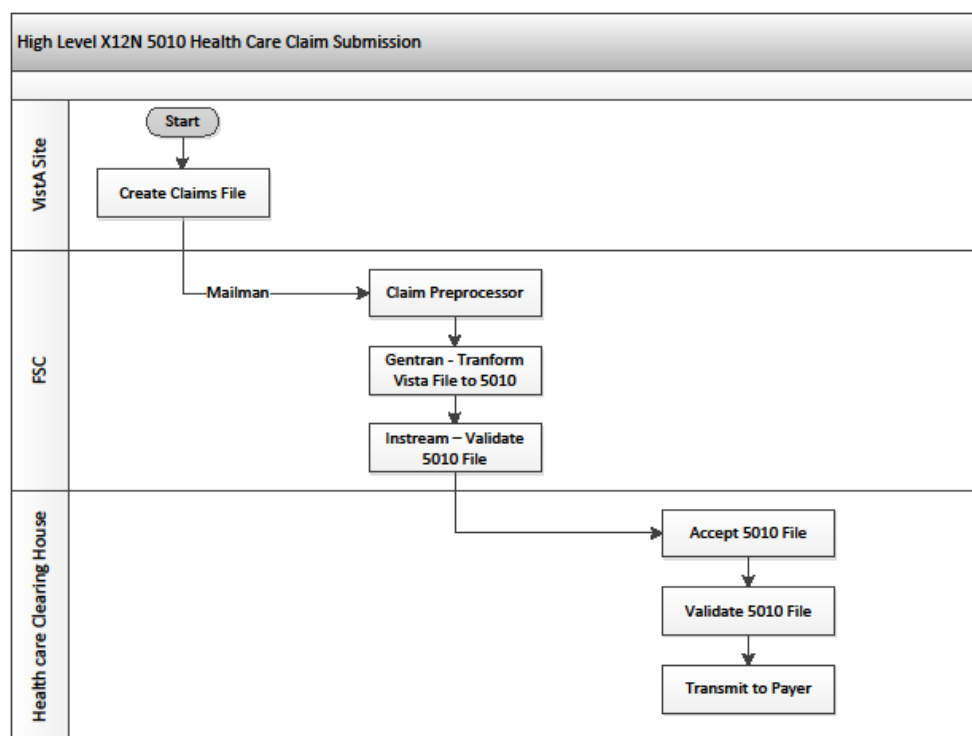 High Level X12N 5010 Health Care Claim Submission
VistA Site
Start
Create Claims File
FSC
Mailman
Claim Preprocessor
Gentran - Tranform
Vista File to 5010
Instream – Validate
5010 File
Health care Clearing House
Accept 5010 File
Validate 5010 File
Transmit to Payer